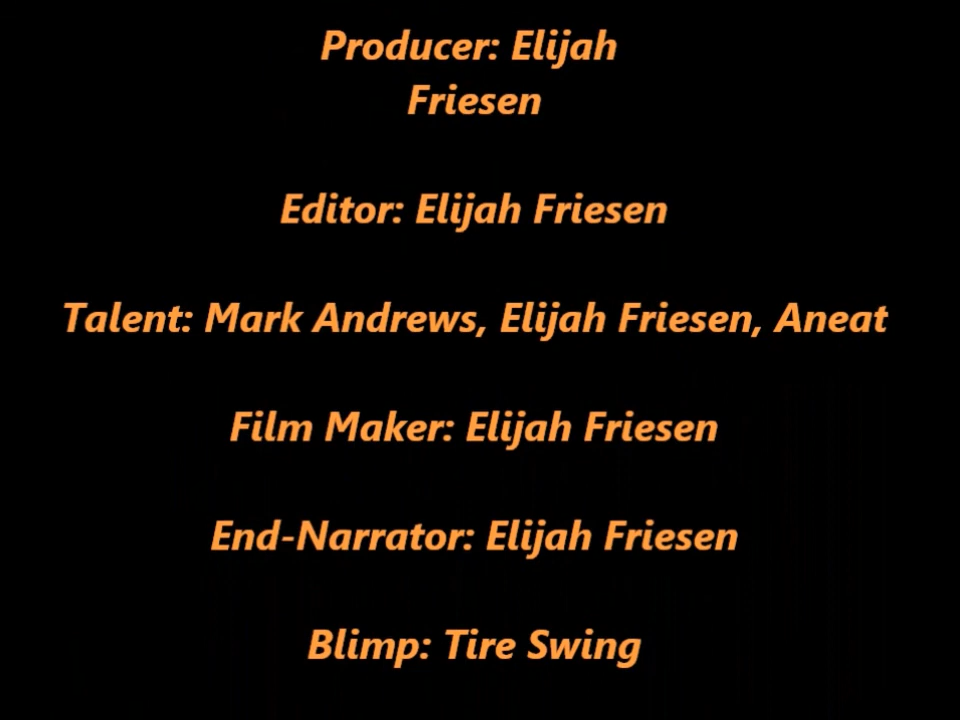 Producer: Elijah
Friesen
Editor: Elijah Friesen
Talent: Mark Andrews, Elijah Friesen, Aneat
Film Maker: Elijah Friesen
End-Narrator: Elijah Friesen
Blimp: Tire Swing